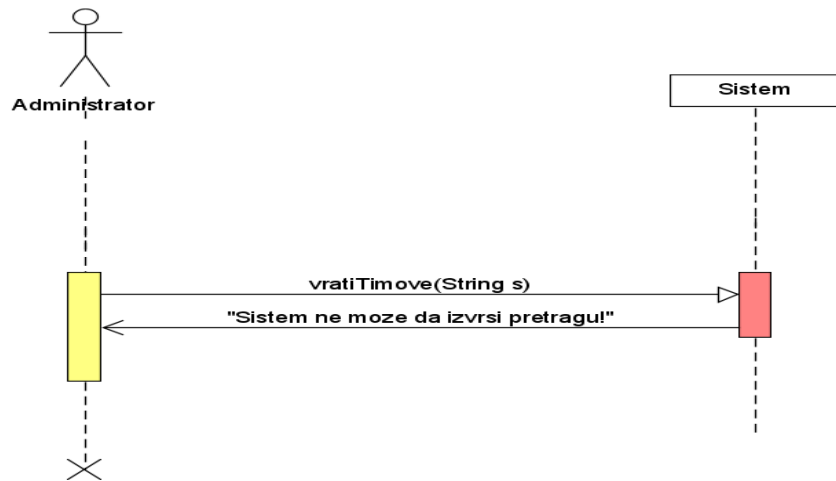 Administrator
Sistem
vratiTimove(String s)
"Sistem ne moze da izvrsi pretragu!"